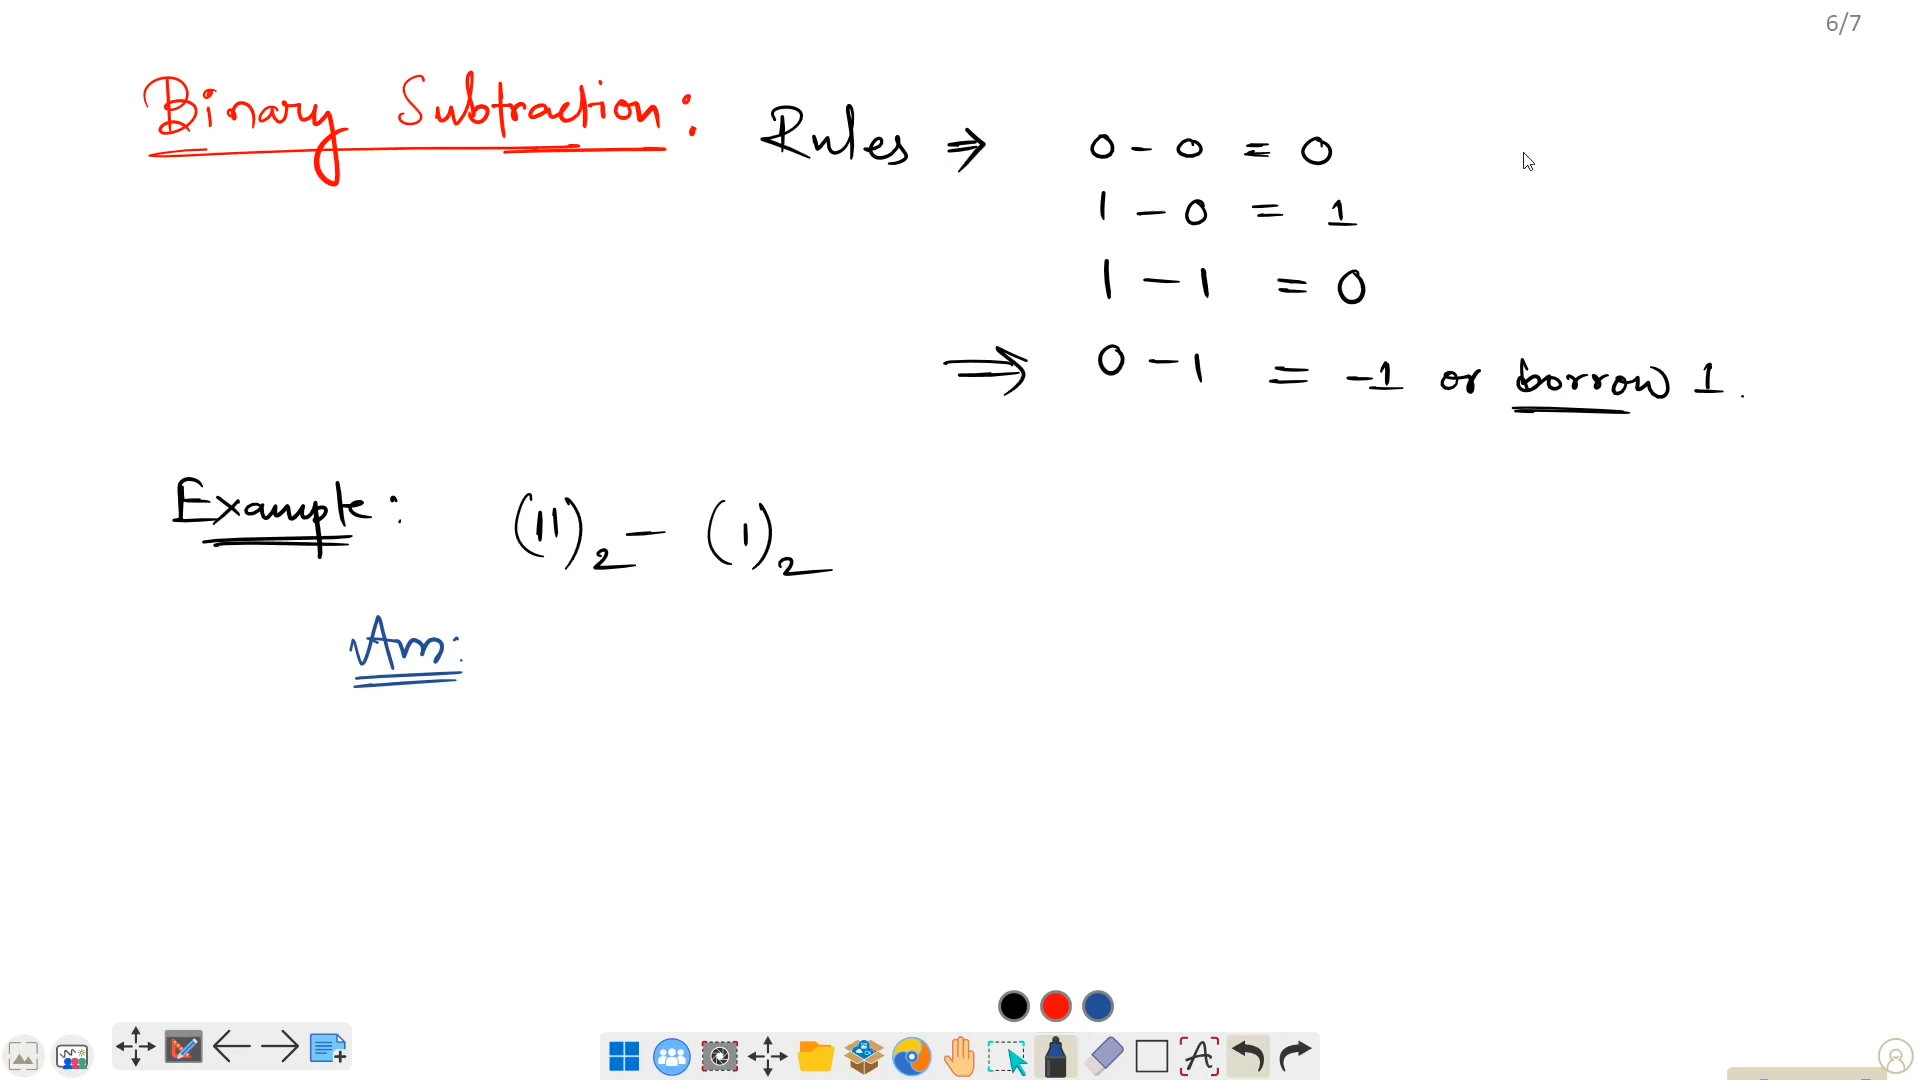 6/7
Binary Subtraction: Rules ⇒ 0 - 0 = 0
1 - 0 = 1
1 - 1 = 0
⇒ 0 - 1 = -1 or borrow 1.
Example: (11)₂ - (1)₂
Ans: